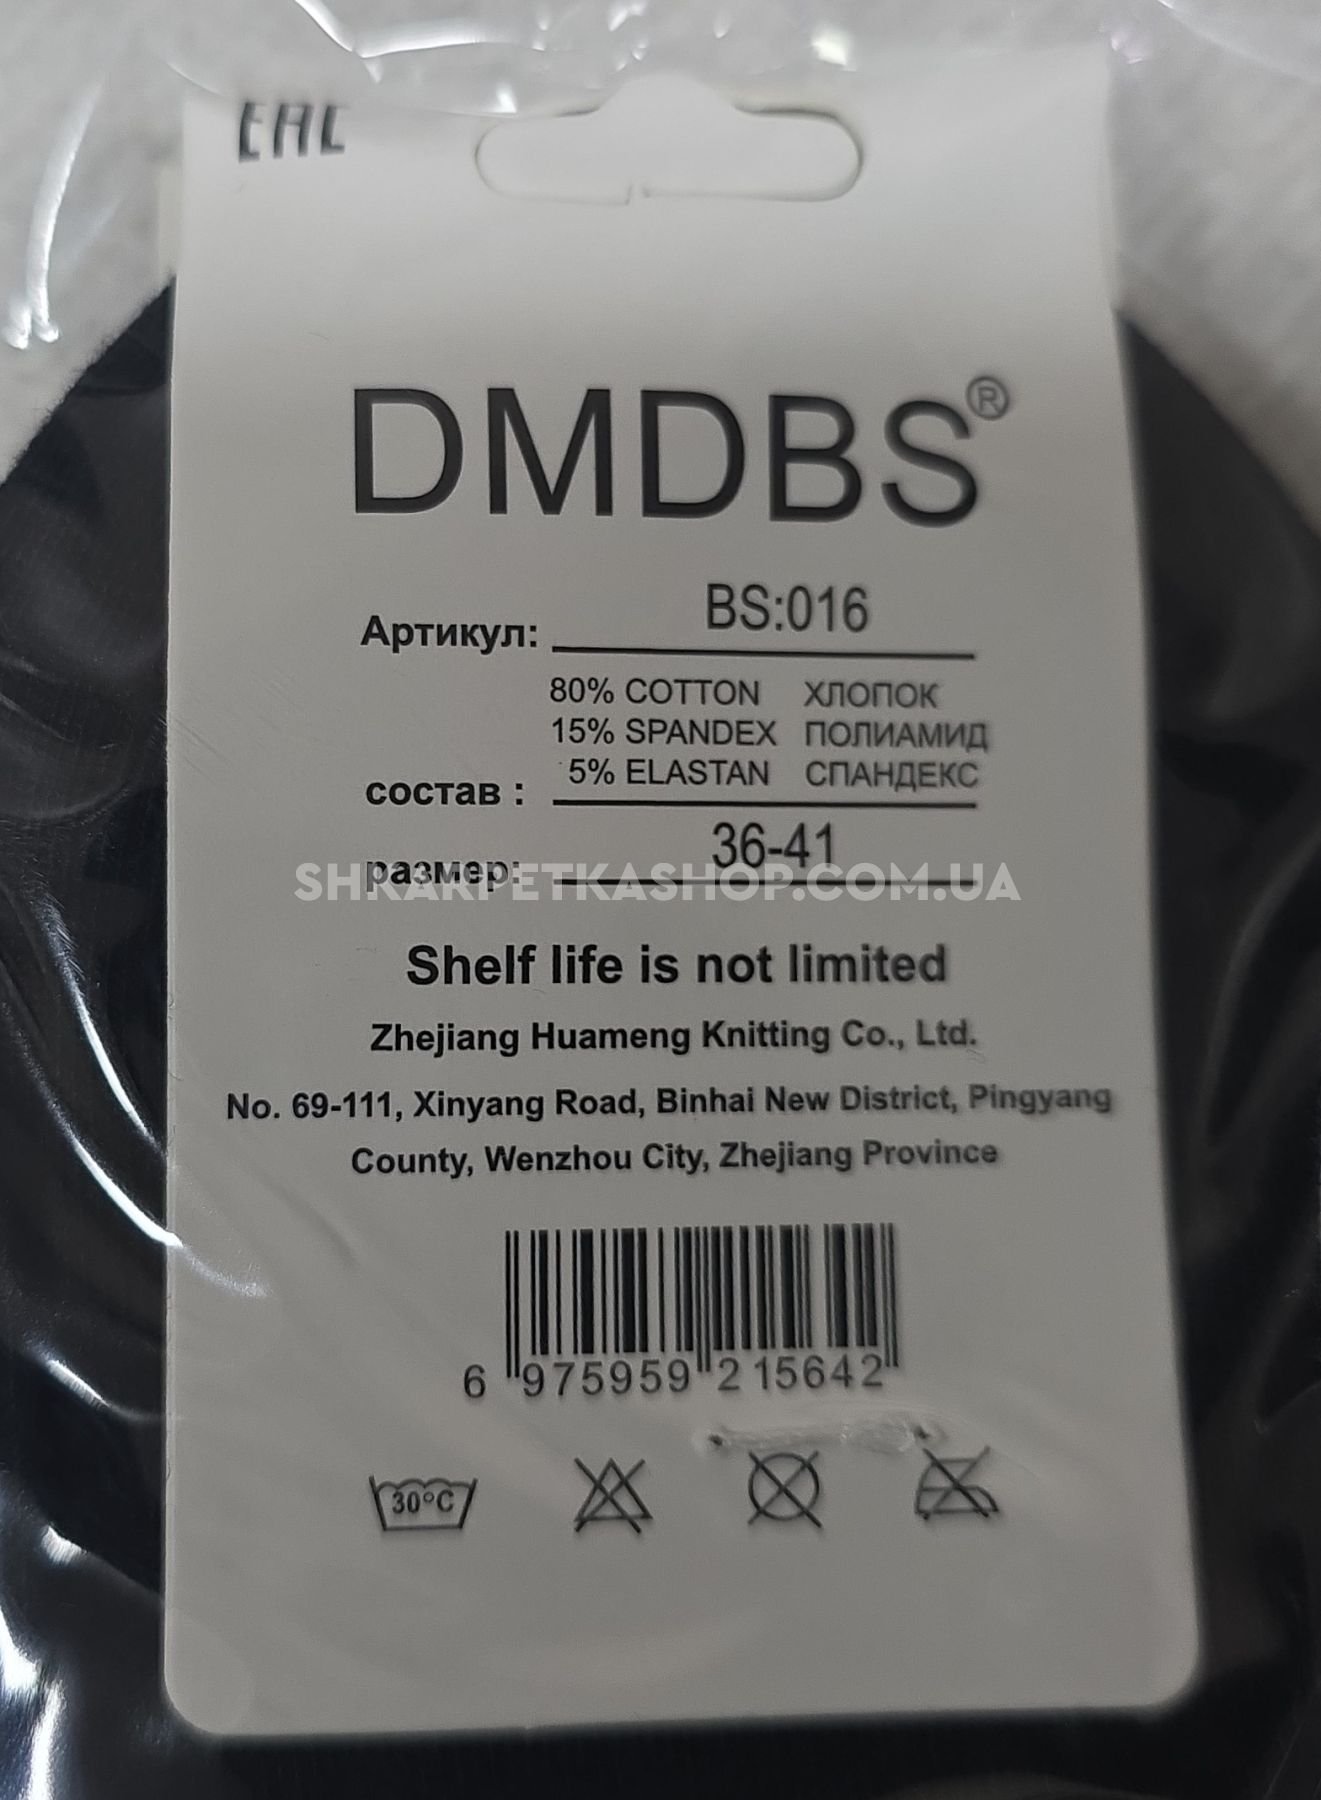 EAC
DMDBS®
Артикул: BS:016
80% COTTON ХЛОПОК
15% SPANDEX ПОЛИАМИД
5% ELASTAN СПАНДЕКС
состав :
размер: 36-41
SHKARPETKASHOP.COM.UA
Shelf life is not limited
Zhejiang Huameng Knitting Co., Ltd.
No. 69-111, Xinyang Road, Binhai New District, Pingyang
County, Wenzhou City, Zhejiang Province
6 975959 215642
30°C